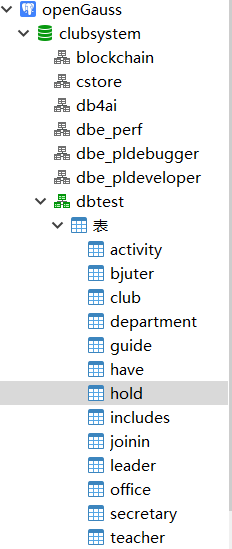 openGauss
clubsystem
blockchain
cstore
db4ai
dbe_perf
dbe_pldebugger
dbe_pldeveloper
dbtest
表
activity
bjuter
club
department
guide
have
hold
includes
joinin
leader
office
secretary
teacher